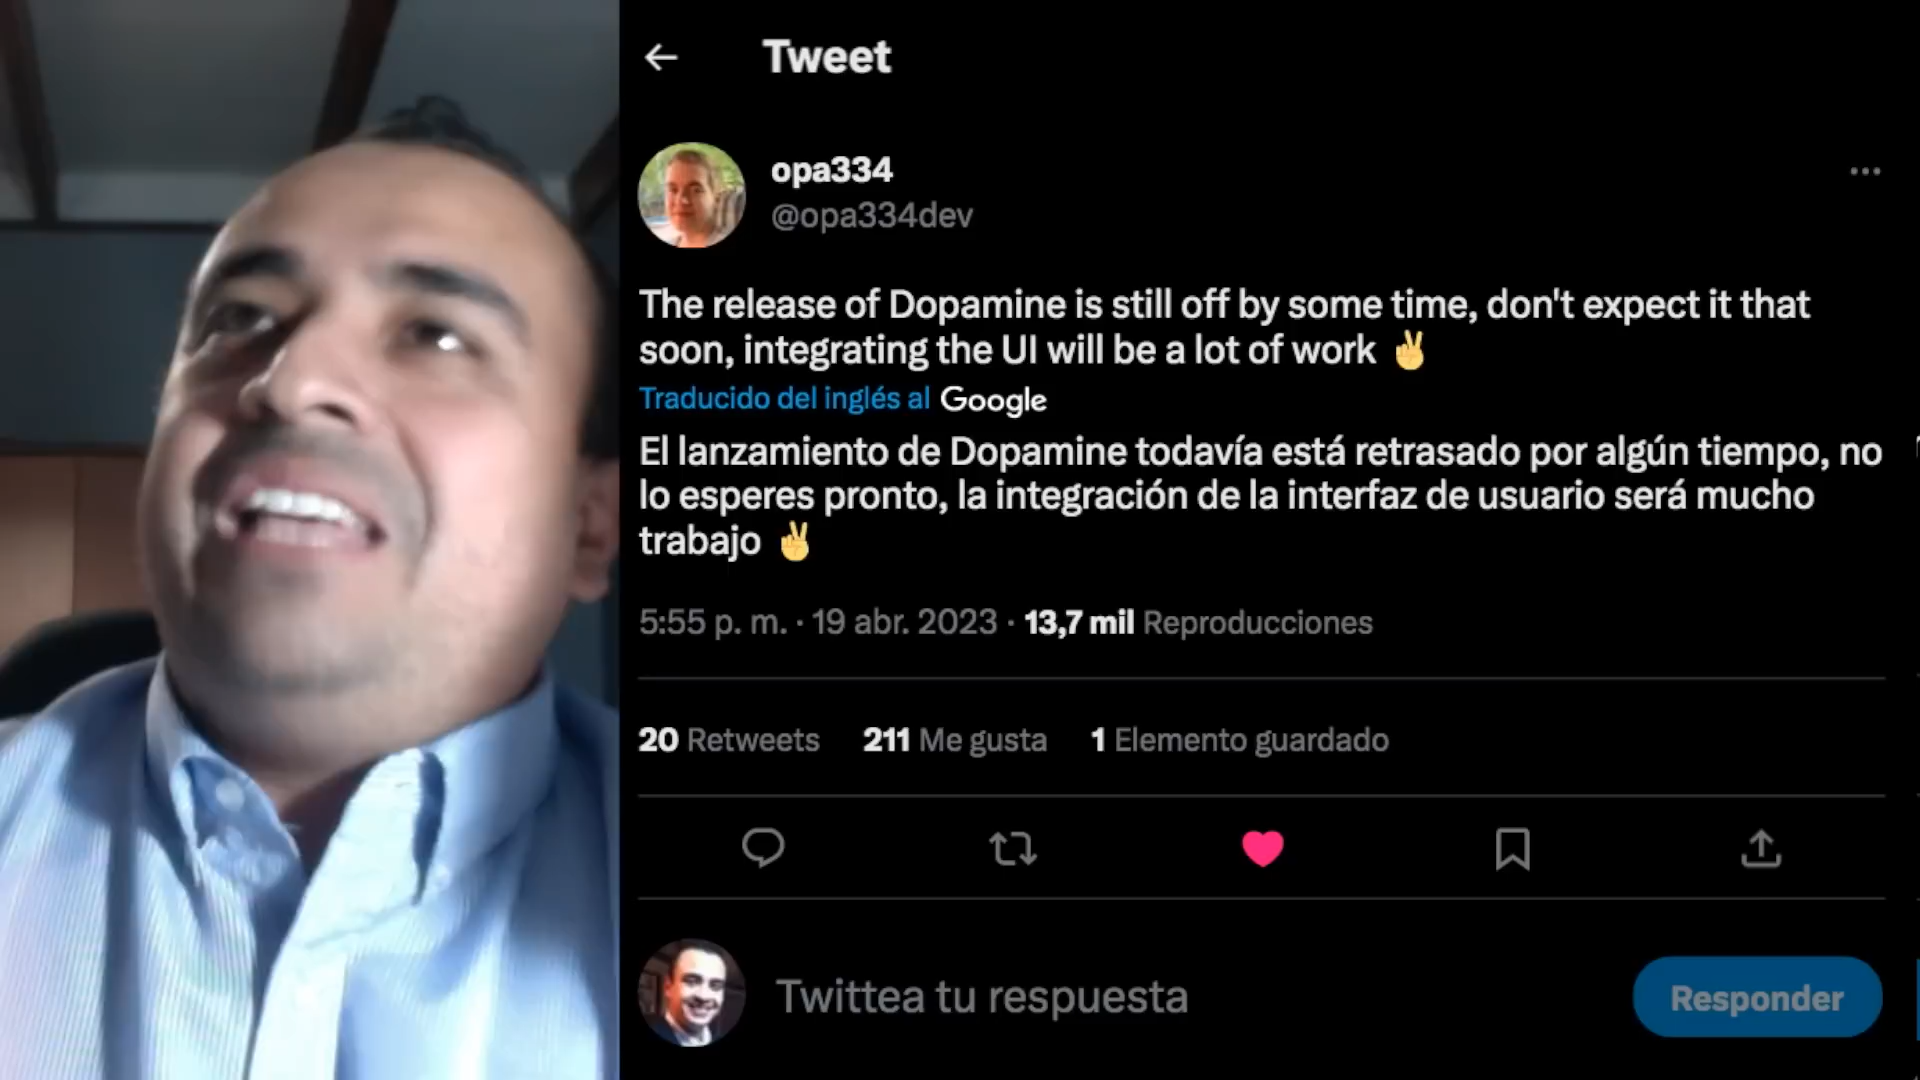 Tweet
opa334
@opa334dev
The release of Dopamine is still off by some time, don't expect it that
soon, integrating the UI will be a lot of work ✌️
Traducido del inglés al Google
El lanzamiento de Dopamine todavía está retrasado por algún tiempo, no
lo esperes pronto, la integración de la interfaz de usuario será mucho
trabajo ✌️
5:55 p. m. · 19 abr. 2023 · 13,7 mil Reproducciones
20 Retweets 211 Me gusta 1 Elemento guardado
Twittea tu respuesta
Responder